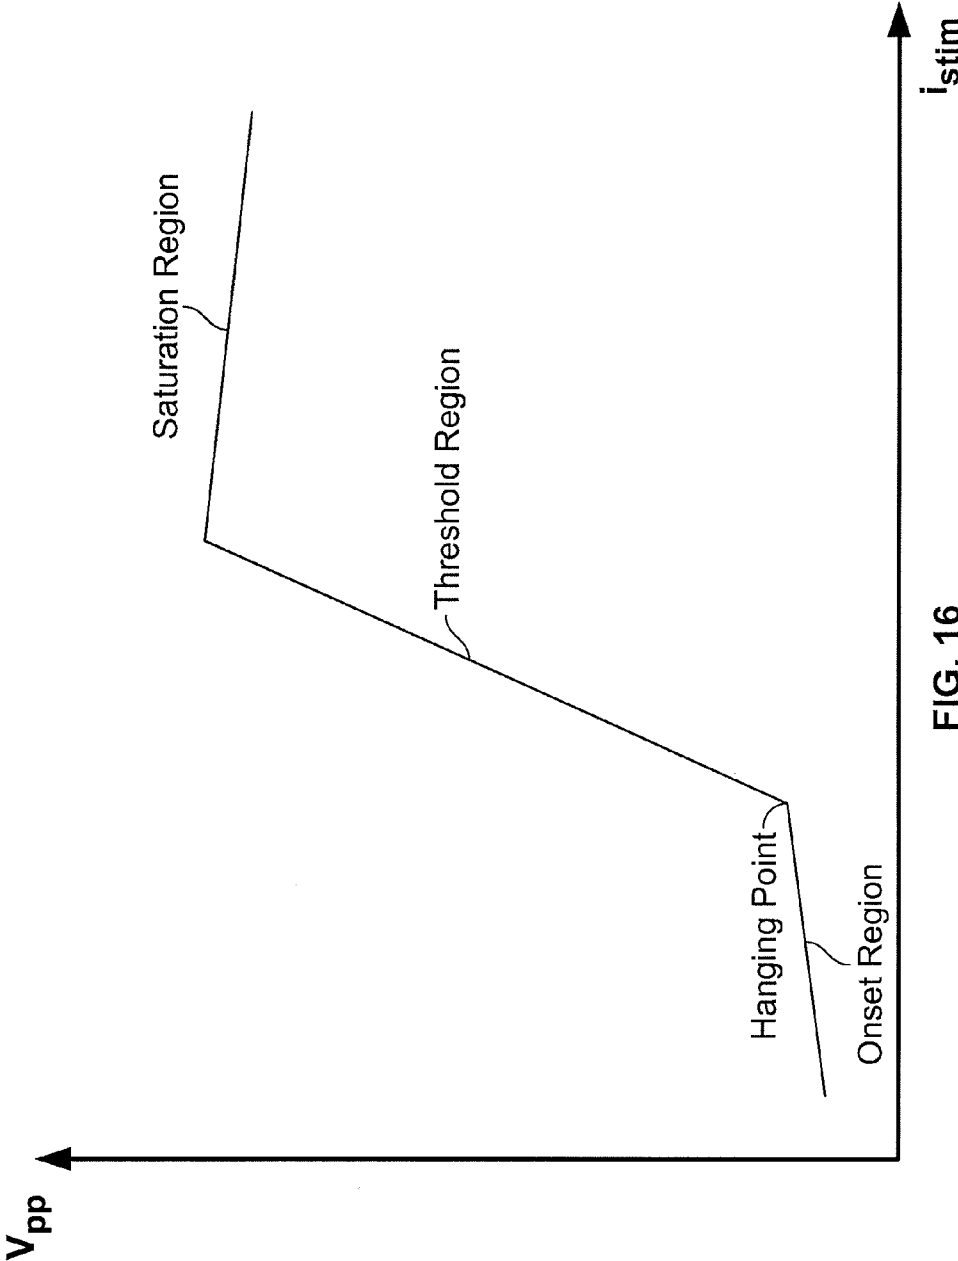 V_pp
Saturation Region
Threshold Region
Hanging Point
Onset Region
i_stim
FIG. 16